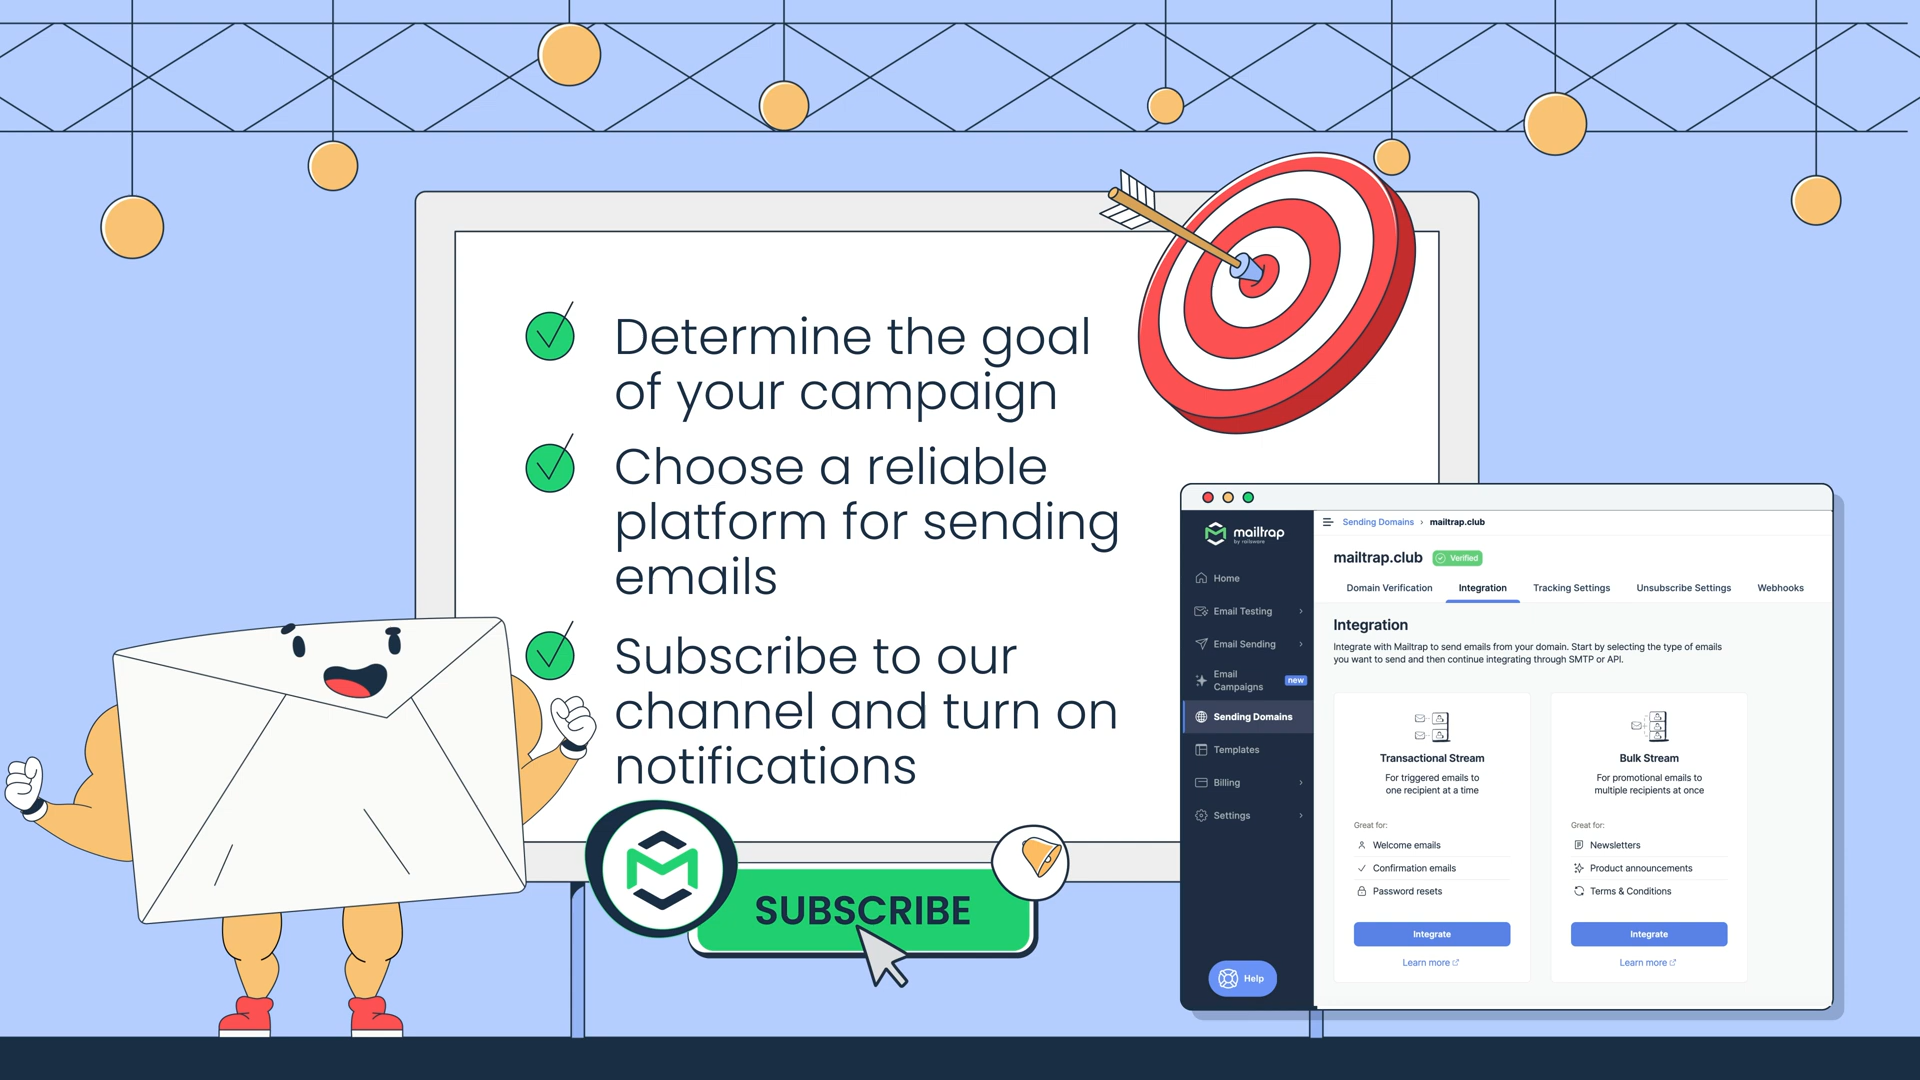 Determine the goal
of your campaign
Choose a reliable
platform for sending
emails
Subscribe to our
channel and turn on
notifications
SUBSCRIBE
mailtrap
by railsware
Home
Email Testing
Email Sending
Email
Campaigns
new
Sending Domains
Templates
Billing
Settings
Help
Sending Domains › mailtrap.club
mailtrap.club
Verified
Domain Verification
Integration
Tracking Settings
Unsubscribe Settings
Webhooks
Integration
Integrate with Mailtrap to send emails from your domain. Start by selecting the type of emails
you want to send and then continue integrating through SMTP or API.
Transactional Stream
For triggered emails to
one recipient at a time
Great for:
Welcome emails
Confirmation emails
Password resets
Integrate
Learn more
Bulk Stream
For promotional emails to
multiple recipients at once
Great for:
Newsletters
Product announcements
Terms & Conditions
Integrate
Learn more